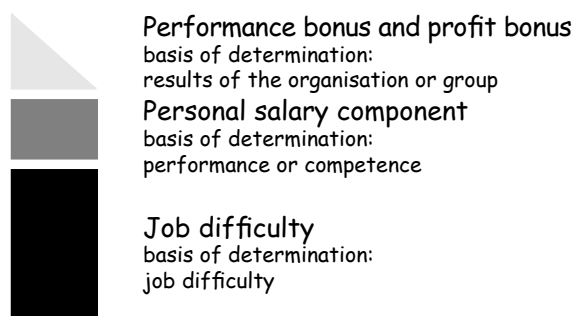 Performance bonus and profit bonus
basis of determination:
results of the organisation or group
Personal salary component
basis of determination:
performance or competence
Job difficulty
basis of determination:
job difficulty